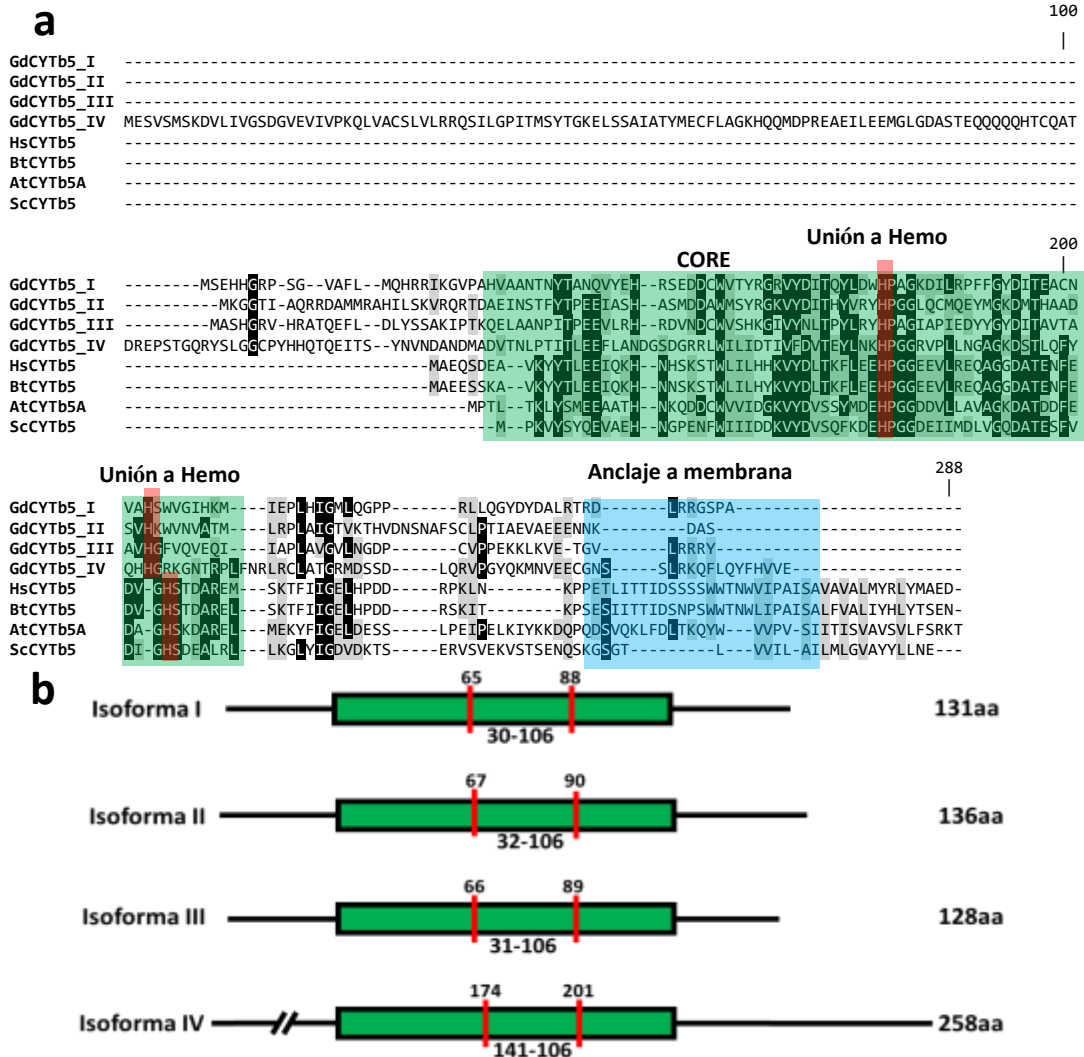 a
100
|
GdCYTb5_I ----------------------------------------------------------------------------------------------------
GdCYTb5_II ----------------------------------------------------------------------------------------------------
GdCYTb5_III ----------------------------------------------------------------------------------------------------
GdCYTb5_IV MESVSMSKDVLIVGSDGVEVIVPKQLVACSLVLRRQSILGPITMSYTGKELSSAIATYMECFLAGKHQQMDPREAEILEEMGLGDASTEQQQQQHTCQAT
HsCYTb5 ----------------------------------------------------------------------------------------------------
BtCYTb5 ----------------------------------------------------------------------------------------------------
AtCYTb5A ----------------------------------------------------------------------------------------------------
ScCYTb5 ----------------------------------------------------------------------------------------------------
Unión a Hemo
200
CORE
|
GdCYTb5_I --------MSEHHGRP-SG--VAFL--MQHRRIKGVPAHVAANTNYTANQVYEH--RSEDDCWVTYRGRVYDITQYLDWHPAGKDILRPFFGYDITEACN
GdCYTb5_II ----------MKGGTI-AQRRDAMMRAHILSKVRQRTDAEINSTFYTPEEIASH--ASMDDAWMSYRGKVYDITHYVRYHPGGLQCMQEYMGKDMTHAAD
GdCYTb5_III --------MASHGRV-HRATQEFL--DLYSSAKIPTKQELAANPITPEEVLRH--RDVNDCWVSHKGIVYNLTPYLRYHPAGIAPIEDYYGYDITAVTA
GdCYTb5_IV DREPSTGQRYSLGGCPYHHQTQEITS--YNVNDANDMADVTNLPTITLEEFLANDGSDGRRLWILIDTIVFDVTEYLNKHPGGRVPLLNGAGKDSTLQFY
HsCYTb5 --------------------------------MAEQSDEA-VKYYTLEEIQKH--NHSKSTWLILHHKVYDLTKFLEEHPGGEEVLREQAGGDATENFE
BtCYTb5 --------------------------------MAEESSKA-VKYYTLEEIQKH--NNSKSTWLILHYKVYDLTKFLEEHPGGEEVLREQAGGDATENFE
AtCYTb5A ------------------------------------MPTL--TKLYSMEEAATH--NKQDDCWVVIDGKVYDVSSYMDEHPGGDDVLLAVAGKDATDDFE
ScCYTb5 --------------------------------------M--PKVYSYQEVAEH--NGPENFWIIIDDKVYDVSQFKDEHPGGDEIIMDLVGQDATESFV
Unión a Hemo
Anclaje a membrana
288
|
GdCYTb5_I VAHSWVGIHKM----IEPLHIGMLQGPP----RLLQGYDYDALRTRD------LRRGSPA------------
GdCYTb5_II SVHKWVNVATM----LRPLAIGTVKTHVDNSNAFSCLPTIAEVAEEENNK---------DAS--------------
GdCYTb5_III AVHGFVQVEQI----IAPLAVGVLNGDP-----CVPPEKKLKVE-TGV------LRRRY--------------
GdCYTb5_IV QHHGRKGNTRPLFNRLRCLATGRMDSSD----LQRVPGYQKMNVEECGNS-----SLRKQFLQYFHVVE--------------
HsCYTb5 DV-GHSTDAREM---SKTFIIGELHPDD----RPKLN------KPPETLITTIDSSSSWWTNWVIPAISAVAVALMYRLYMAED-
BtCYTb5 DV-GHSTDAREL---SKTFIIGELHPDD----RSKIT------KPSESIITTIDSNPSWWTNWLIPAISALFVALIYHLYTSEN-
AtCYTb5A DA-GHSKDAREL---MEKYFIGELDESS---LPEIPELKIYKKDQPQDSVQKLFDLTKQYW--VVPV-SIITISVAVSVLFSRKT
ScCYTb5 DI-GHSDEALRL---LKGLYIGDVDKTS----ERVSVEKVSTSENQSKGSGT------L---VVIL-AILMLGVAYYLLNE---
b
65 88
Isoforma I 131aa
30-106
67 90
Isoforma II 136aa
32-106
66 89
Isoforma III 128aa
31-106
174 201
Isoforma IV 258aa
141-106